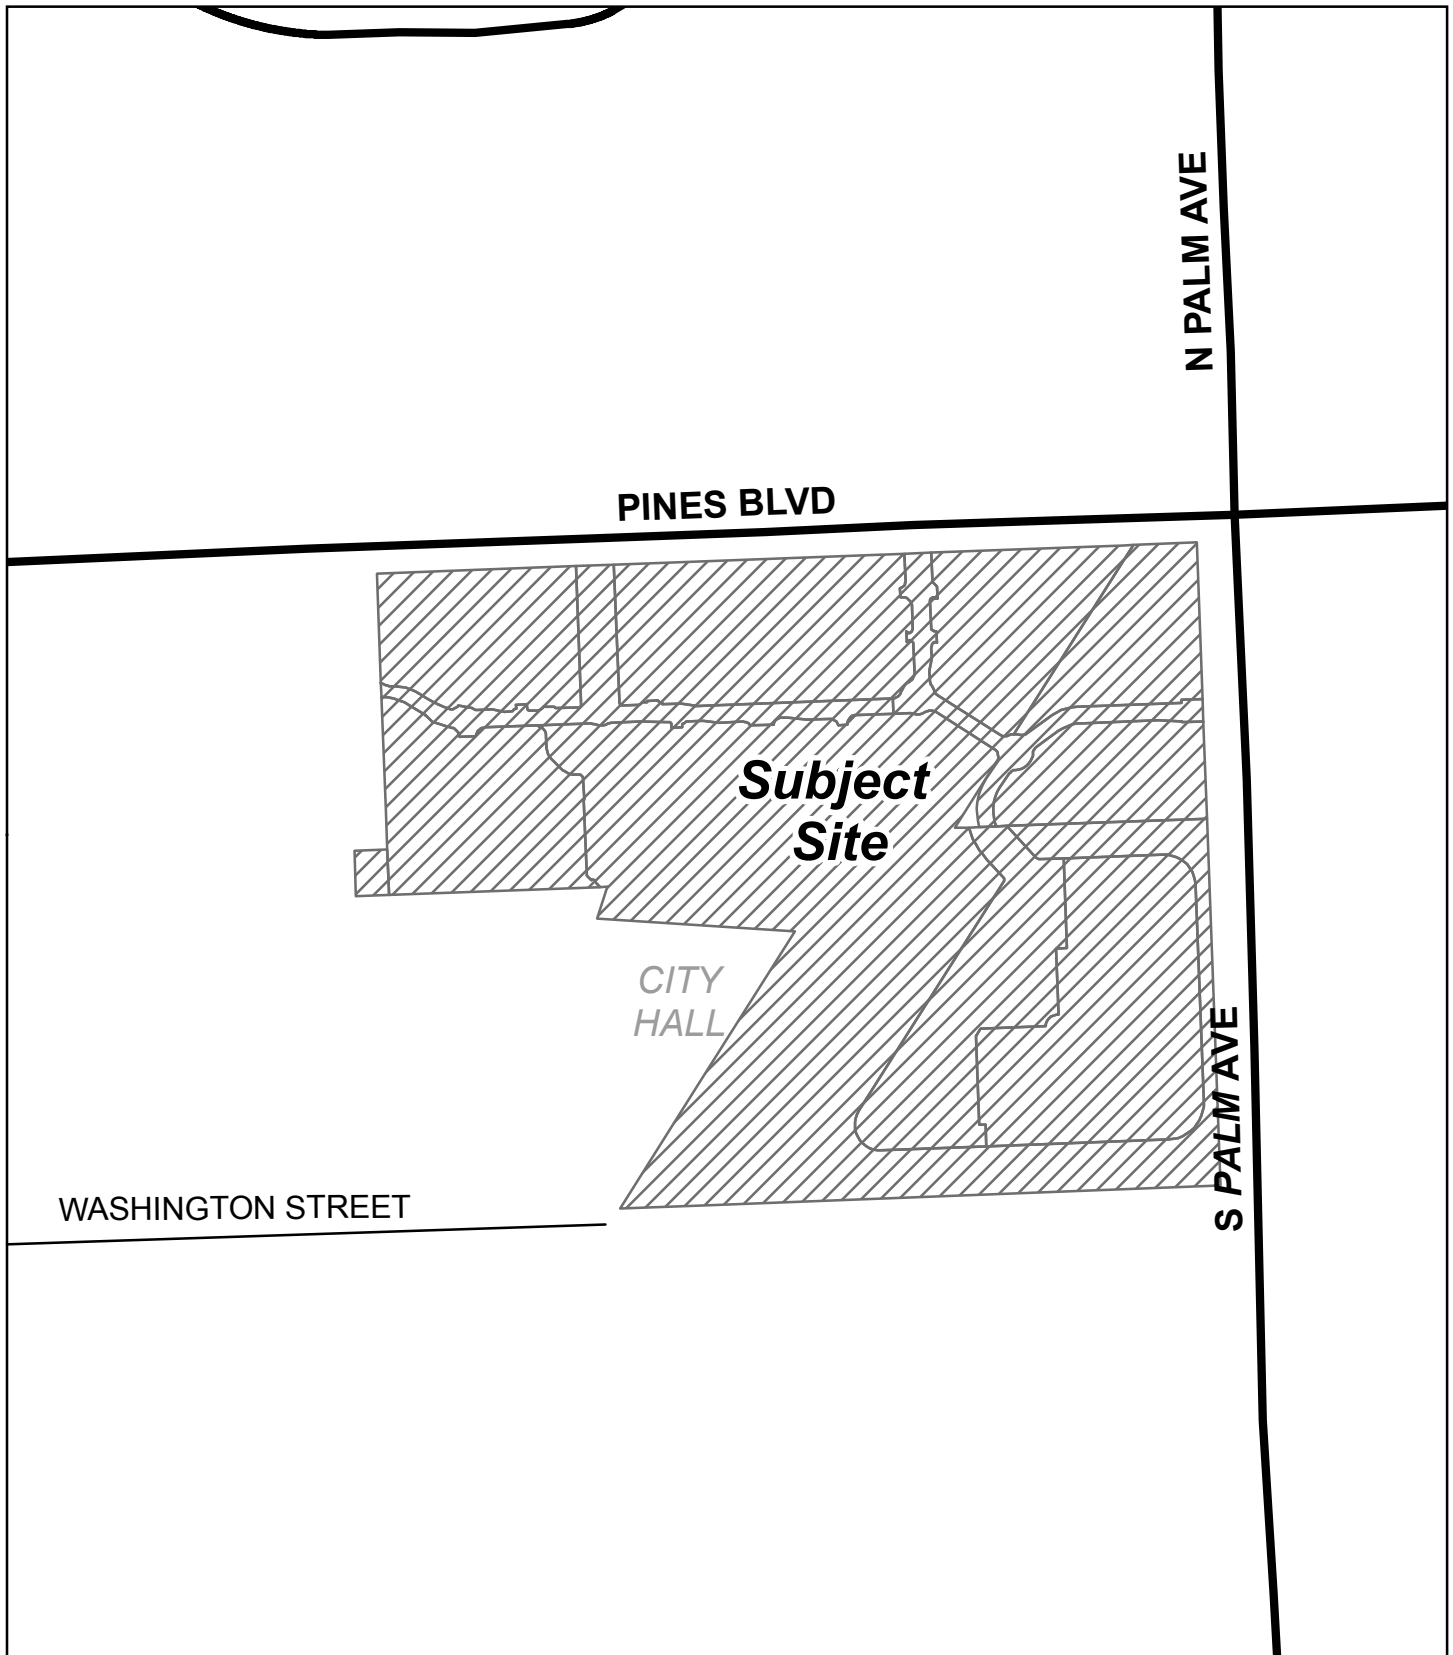 N PALM AVE
PINES BLVD
Subject
Site
CITY
HALL
S PALM AVE
WASHINGTON STREET